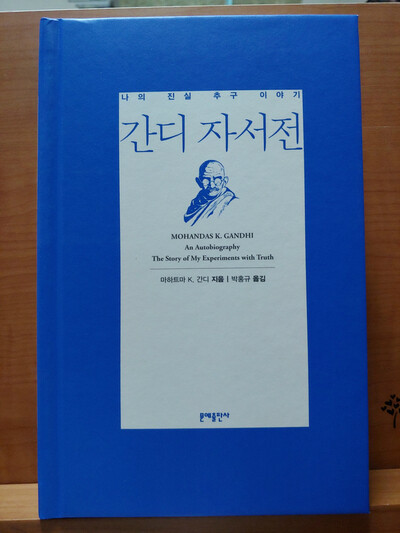 나의 진실 추구 이야기
간디 자서전
MOHANDAS K. GANDHI
An Autobiography
The Story of My Experiments with Truth
마하트마 K. 간디 지음 | 박홍규 옮김
문예출판사